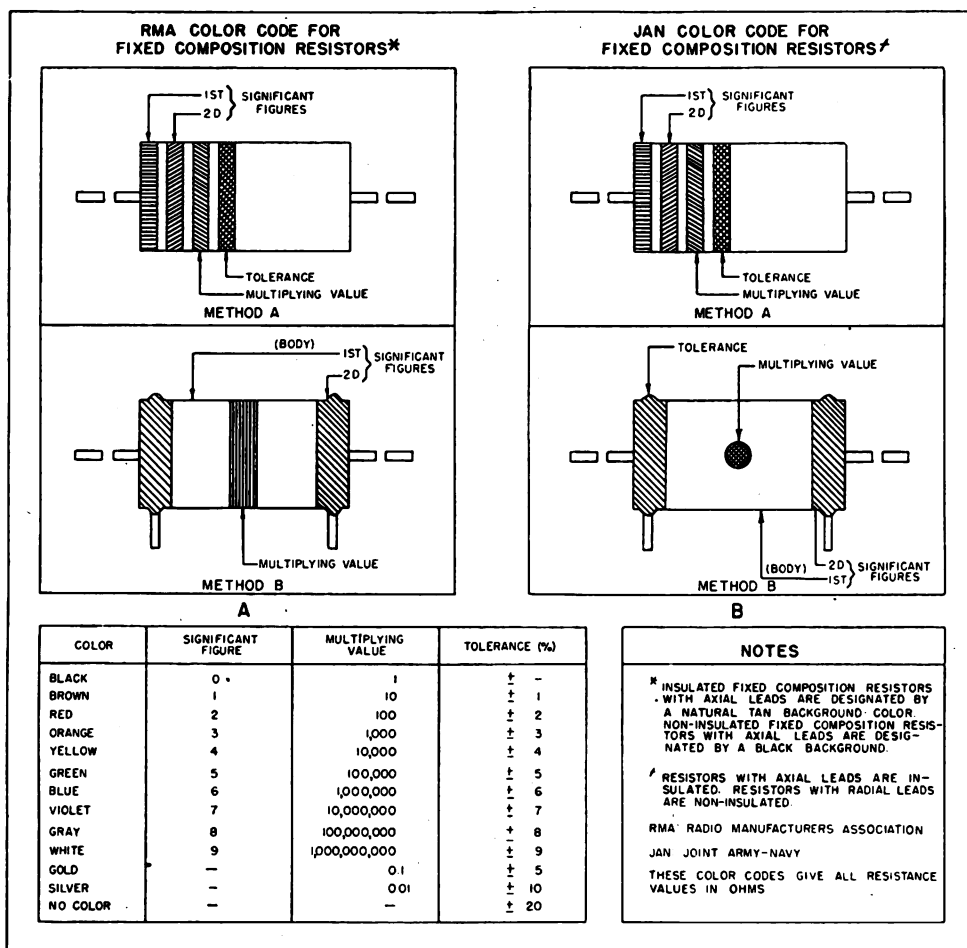 RMA COLOR CODE FOR
FIXED COMPOSITION RESISTORS*
1ST
2D
SIGNIFICANT
FIGURES
TOLERANCE
MULTIPLYING VALUE
METHOD A
(BODY)
1ST
2D
SIGNIFICANT
FIGURES
MULTIPLYING VALUE
METHOD B
A
JAN COLOR CODE FOR
FIXED COMPOSITION RESISTORS≠
1ST
2D
SIGNIFICANT
FIGURES
TOLERANCE
MULTIPLYING VALUE
METHOD A
TOLERANCE
MULTIPLYING VALUE
(BODY)
2D
1ST
SIGNIFICANT
FIGURES
METHOD B
B
COLOR SIGNIFICANT FIGURE MULTIPLYING VALUE TOLERANCE (%)
BLACK 0 1 ± –
BROWN 1 10 ± 1
RED 2 100 ± 2
ORANGE 3 1,000 ± 3
YELLOW 4 10,000 ± 4
GREEN 5 100,000 ± 5
BLUE 6 1,000,000 ± 6
VIOLET 7 10,000,000 ± 7
GRAY 8 100,000,000 ± 8
WHITE 9 1,000,000,000 ± 9
GOLD — 0.1 ± 5
SILVER — 0.01 ± 10
NO COLOR — — ± 20
NOTES
* INSULATED FIXED COMPOSITION RESISTORS
WITH AXIAL LEADS ARE DESIGNATED BY
A NATURAL TAN BACKGROUND COLOR.
NON-INSULATED FIXED COMPOSITION RESIS-
TORS WITH AXIAL LEADS ARE DESIG-
NATED BY A BLACK BACKGROUND.
≠ RESISTORS WITH AXIAL LEADS ARE IN-
SULATED. RESISTORS WITH RADIAL LEADS
ARE NON-INSULATED.
RMA RADIO MANUFACTURERS ASSOCIATION
JAN JOINT ARMY-NAVY
THESE COLOR CODES GIVE ALL RESISTANCE
VALUES IN OHMS